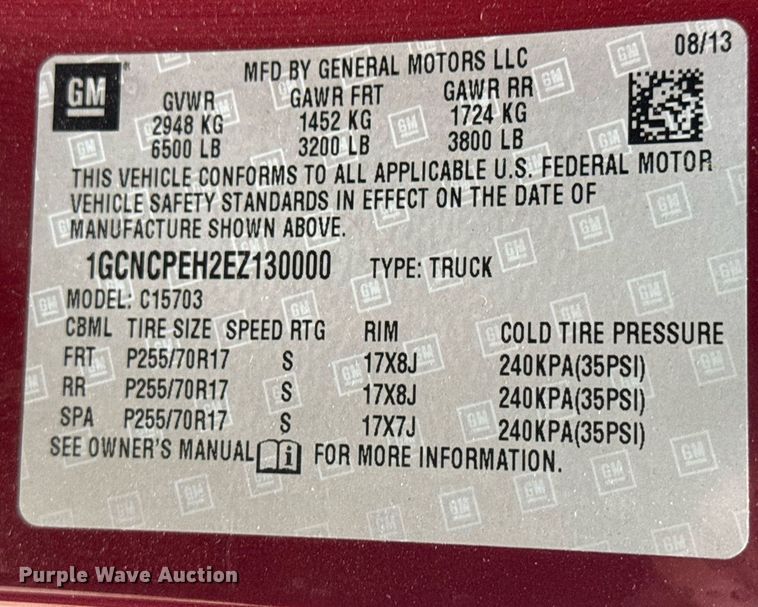 08/13
GM MFD BY GENERAL MOTORS LLC
GVWR GAWR FRT GAWR RR
2948 KG 1452 KG 1724 KG
6500 LB 3200 LB 3800 LB
THIS VEHICLE CONFORMS TO ALL APPLICABLE U.S. FEDERAL MOTOR
VEHICLE SAFETY STANDARDS IN EFFECT ON THE DATE OF
MANUFACTURE SHOWN ABOVE.
1GCNCPEH2EZ130000 TYPE: TRUCK
MODEL: C15703
CBML TIRE SIZE SPEED RTG RIM COLD TIRE PRESSURE
FRT P255/70R17 S 17X8J 240KPA(35PSI)
RR P255/70R17 S 17X8J 240KPA(35PSI)
SPA P255/70R17 S 17X7J 240KPA(35PSI)
SEE OWNER'S MANUAL i FOR MORE INFORMATION.
Purple Wave Auction